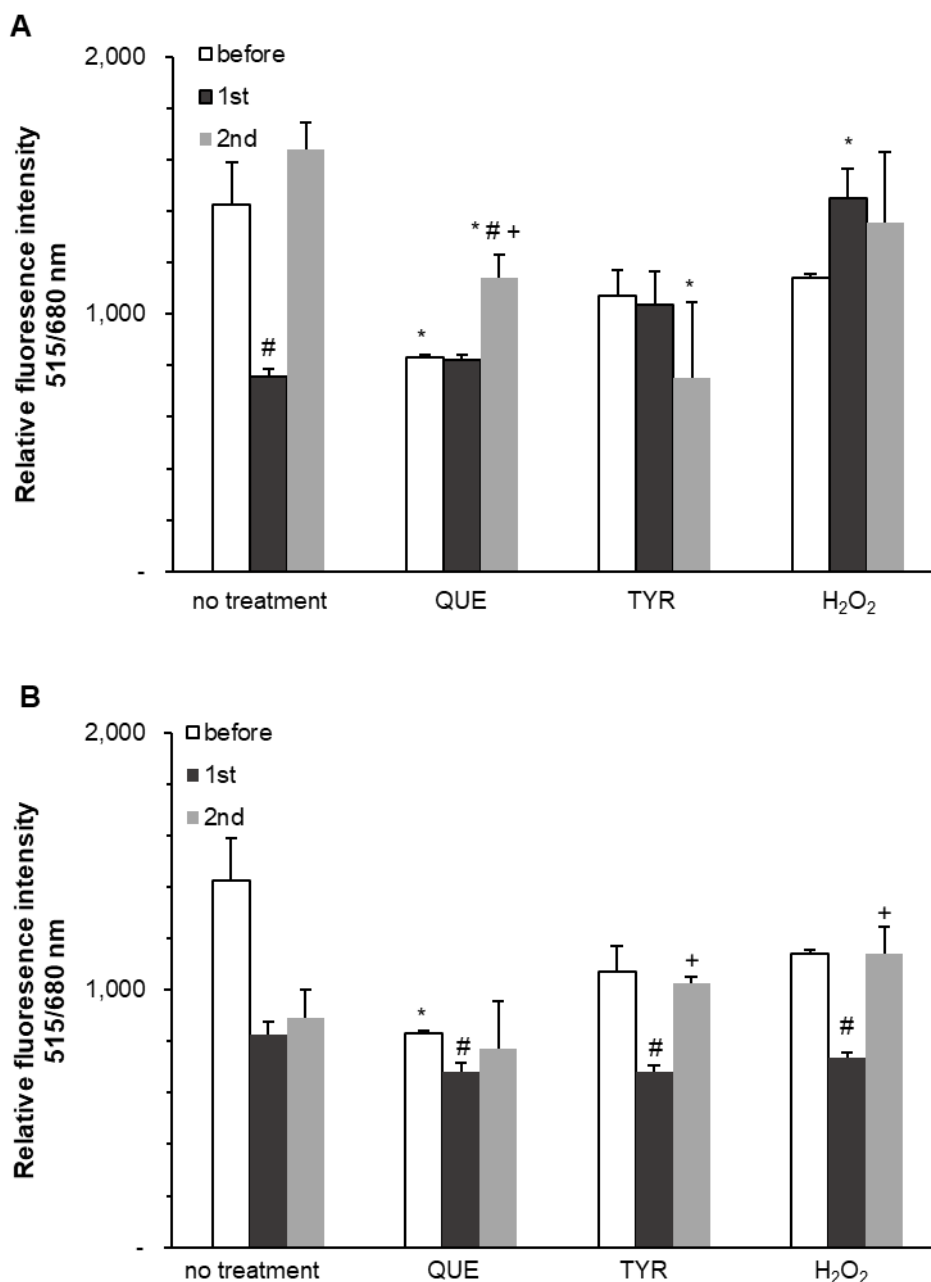 A
2,000
before
1st
2nd
*
# +
*
#
*
*
1,000
-
Relative fluoresence intensity
515/680 nm
no treatment QUE TYR H₂O₂
B
2,000
before
1st
2nd
1,000
+
+
*
#
#
#
-
Relative fluoresence intensity
515/680 nm
no treatment QUE TYR H₂O₂